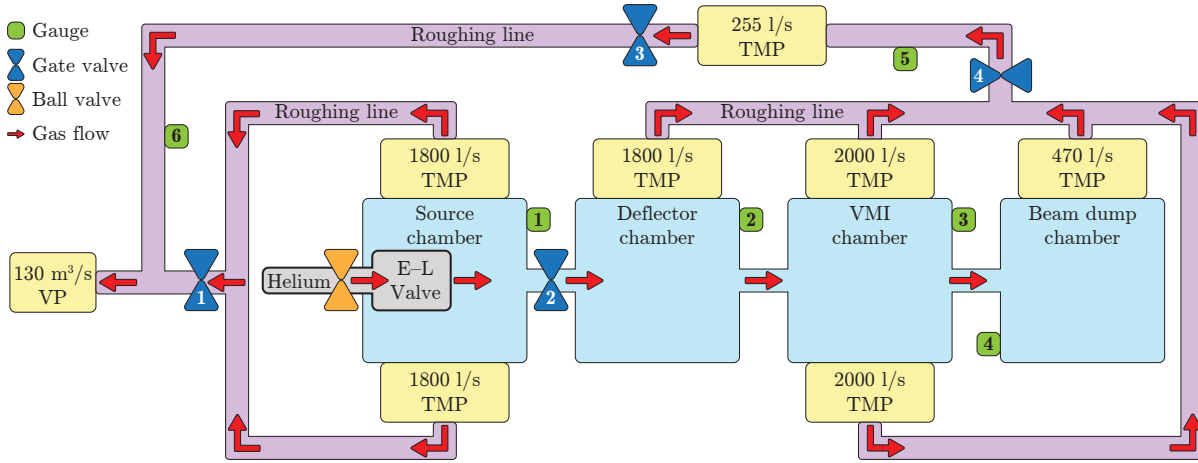 Gauge
Gate valve
Ball valve
Gas flow
Roughing line
3
255 l/s
TMP
5
4
6
Roughing line
Roughing line
1800 l/s
TMP
1800 l/s
TMP
2000 l/s
TMP
470 l/s
TMP
Source
chamber
1
Deflector
chamber
2
VMI
chamber
3
Beam dump
chamber
130 m³/s
VP
1
Helium
E–L
Valve
2
4
1800 l/s
TMP
2000 l/s
TMP